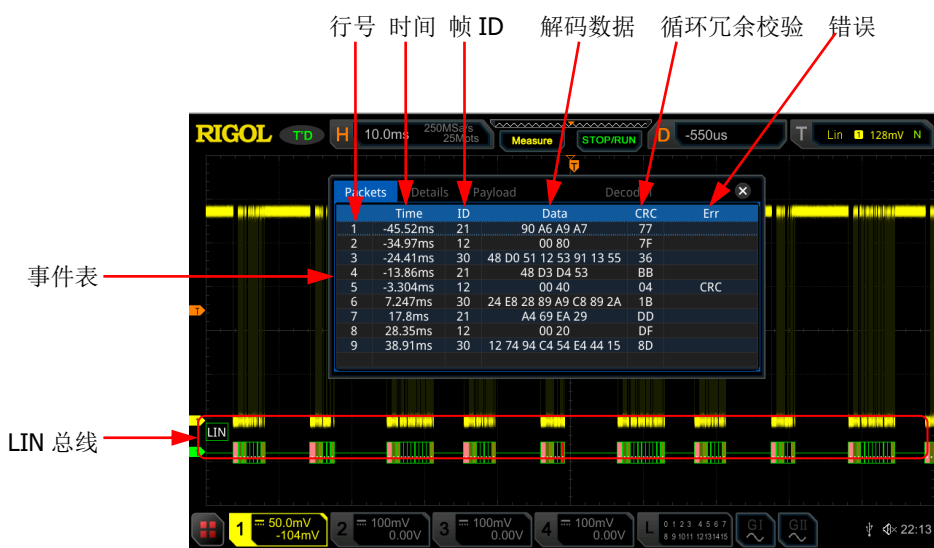 行号 时间 帧 ID 解码数据 循环冗余校验 错误
RIGOL T'D H 10.0ms 250MSa/s 25Mpts Measure STOP/RUN D -550us T Lin 1 128mV N
T
Packets Details Payload
Time ID Data CRC Err
1 -45.52ms 21 90 A6 A9 A7 77
2 -34.97ms 12 00 80 7F
3 -24.41ms 30 48 D0 51 12 53 91 13 55 36
4 -13.86ms 21 48 D3 D4 53 BB
5 -3.304ms 12 00 40 04 CRC
6 7.247ms 30 24 E8 28 89 A9 C8 89 2A 1B
7 17.8ms 21 A4 69 EA 29 DD
8 28.35ms 12 00 20 DF
9 38.91ms 30 12 74 94 C4 54 E4 44 15 8D
事件表
T
LIN 总线
LIN
1 50.0mV -104mV 2 100mV 0.00V 3 100mV 0.00V 4 100mV 0.00V L 0 1 2 3 4 5 6 7 8 9 10 11 12 13 14 15 GI GII 22:13